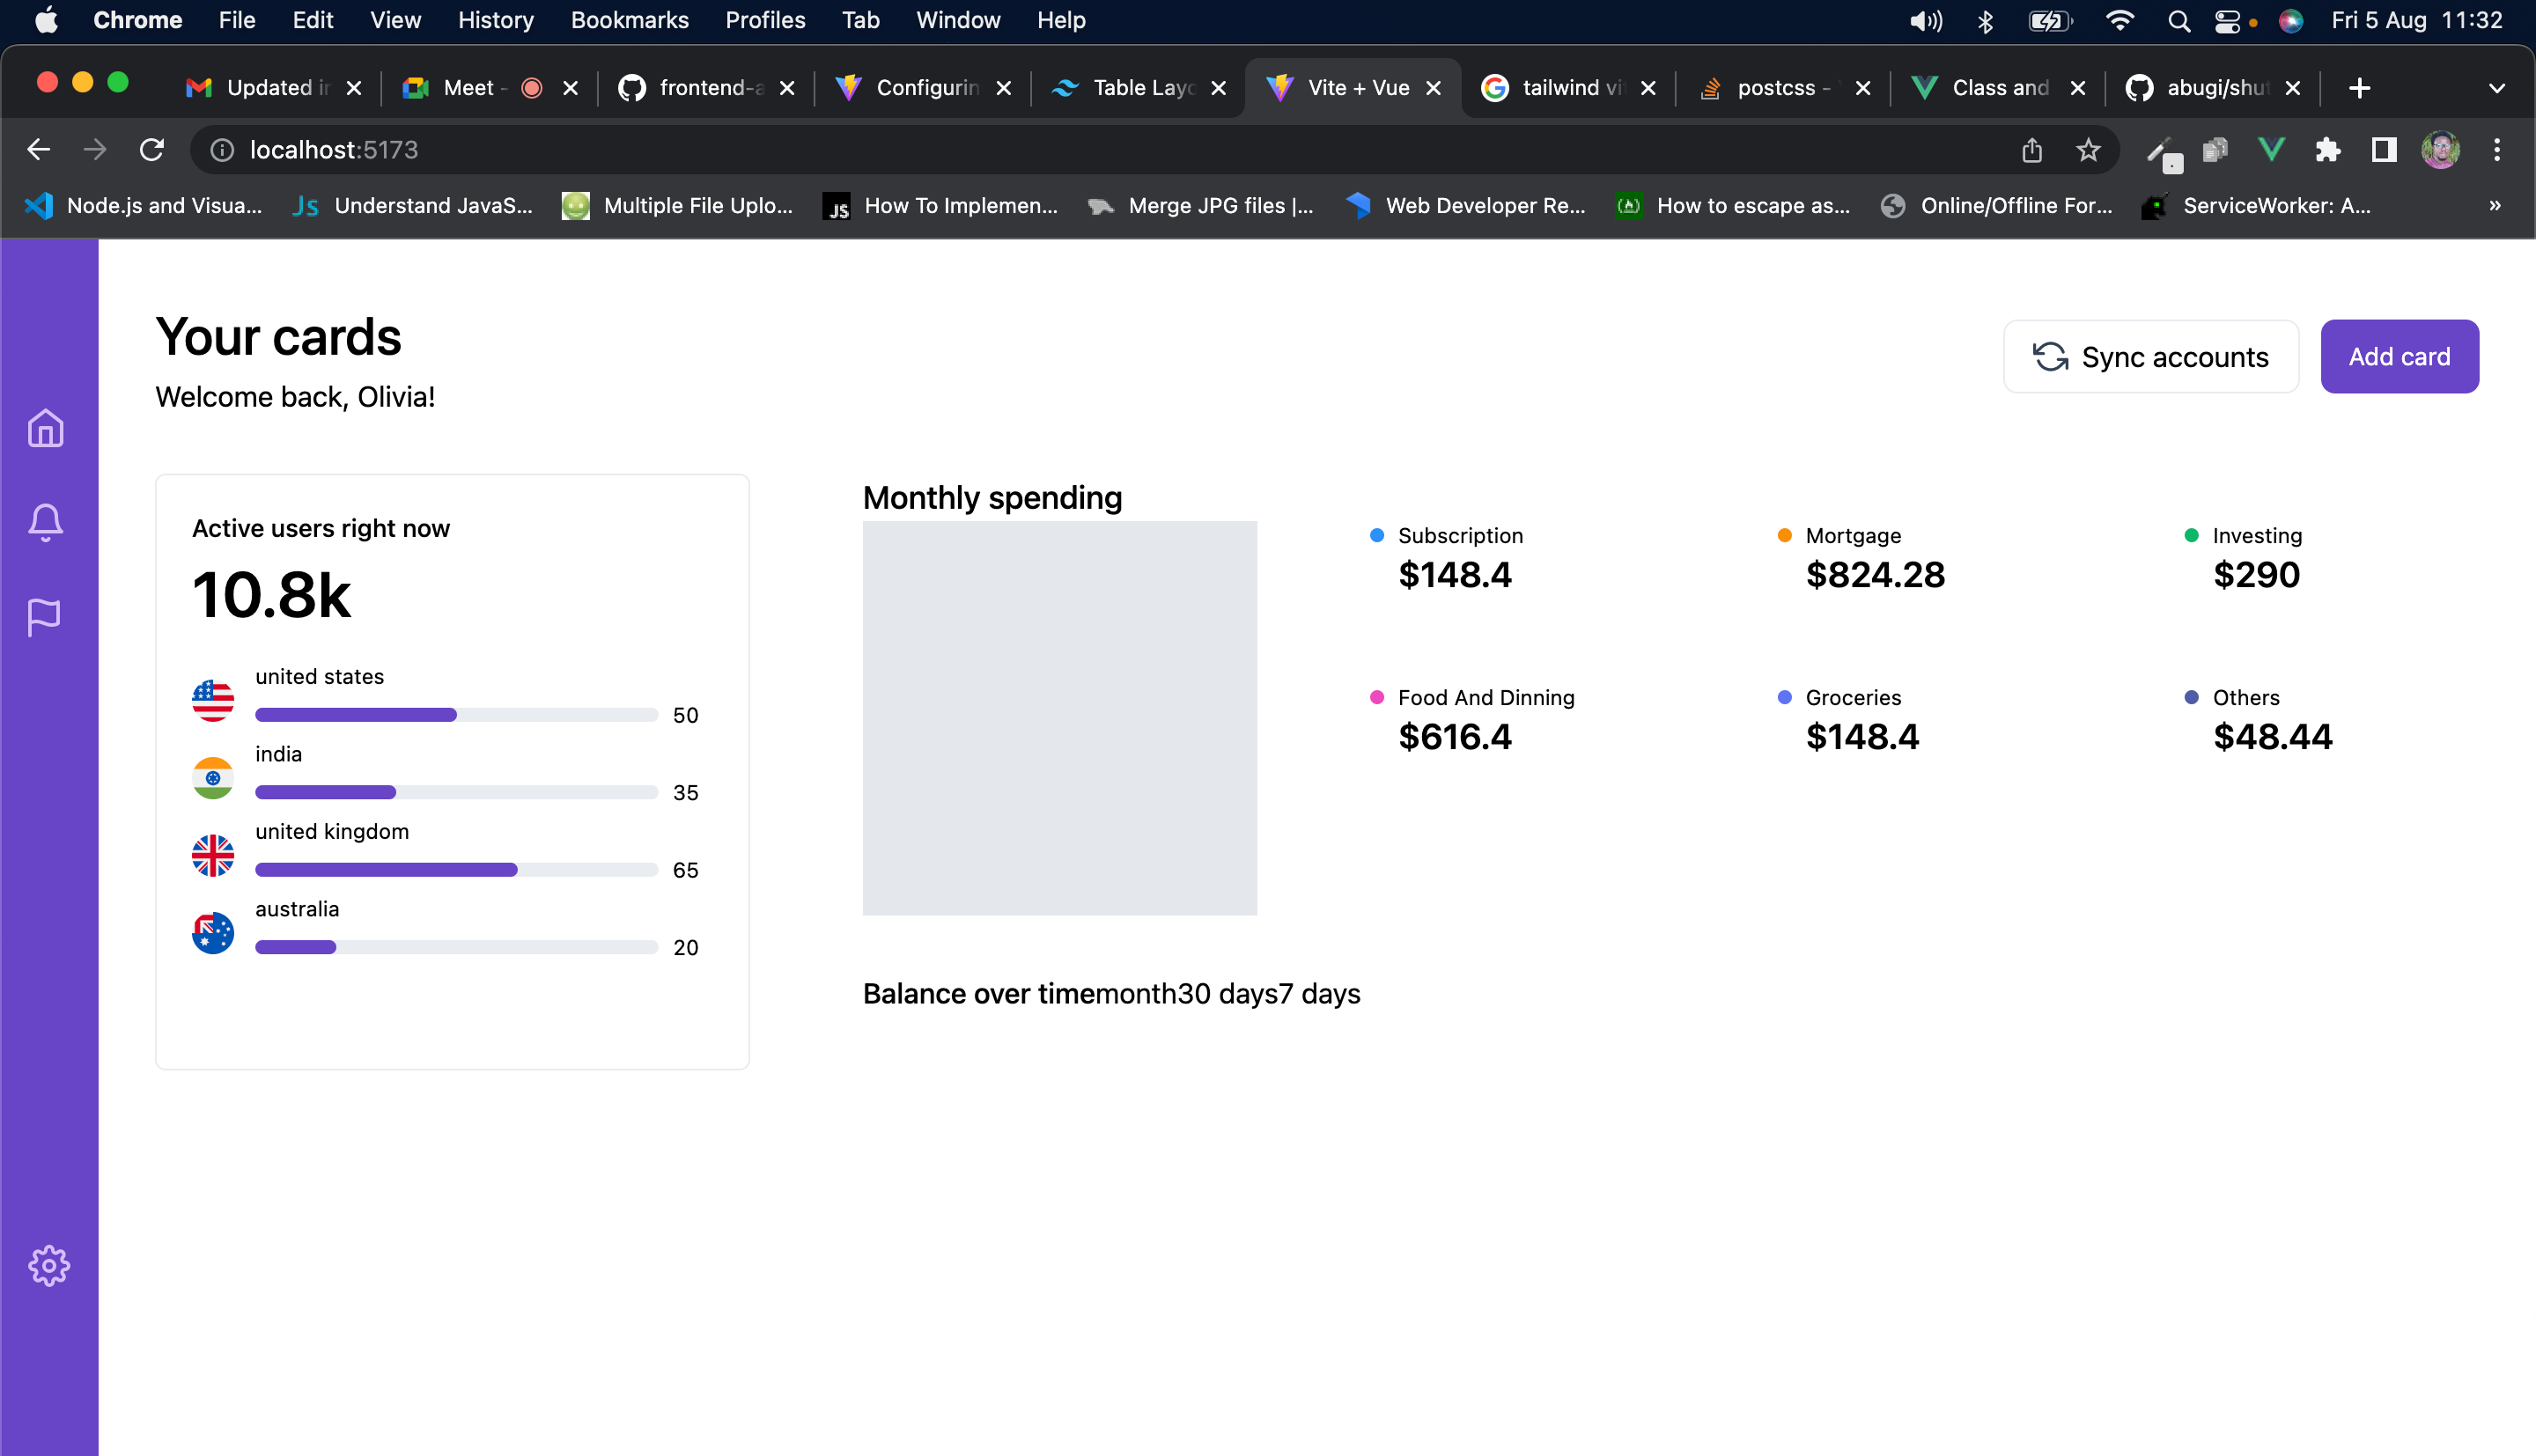 Chrome File Edit View History Bookmarks Profiles Tab Window Help Fri 5 Aug 11:32
Updated in Meet - frontend-a Configurin Table Layo Vite + Vue tailwind vi postcss - Class and abugi/shut
localhost:5173
Node.js and Visua... JS Understand JavaS... Multiple File Uplo... JS How To Implemen... Merge JPG files |... Web Developer Re... How to escape as... Online/Offline For... ServiceWorker: A... »
Your cards
Welcome back, Olivia!
Sync accounts
Add card
Active users right now
10.8k
united states
50
india
35
united kingdom
65
australia
20
Monthly spending
Subscription
$148.4
Mortgage
$824.28
Investing
$290
Food And Dinning
$616.4
Groceries
$148.4
Others
$48.44
Balance over timemonth30 days7 days